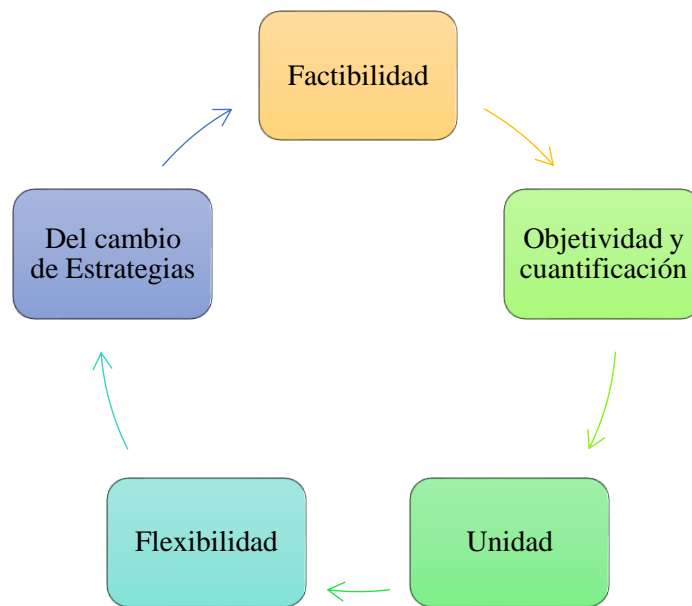 Factibilidad
Objetividad y
cuantificación
Unidad
Flexibilidad
Del cambio
de Estrategias